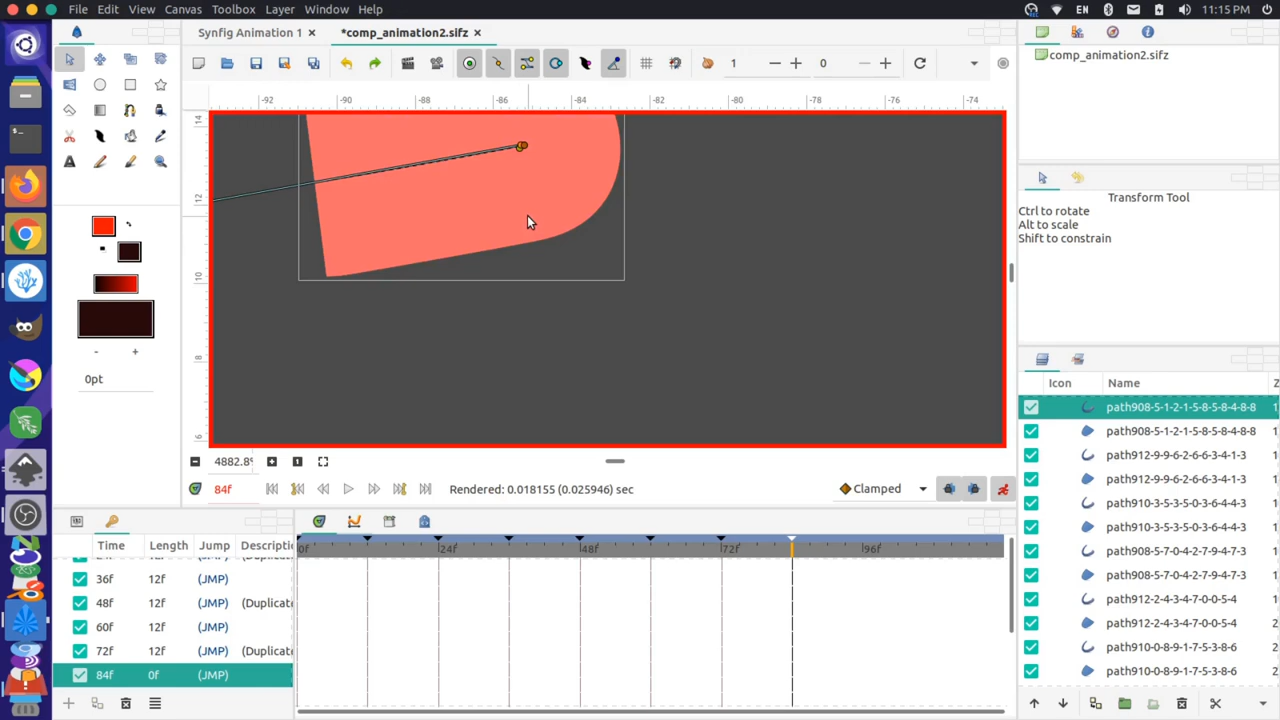 File Edit View Canvas Toolbox Layer Window Help
EN
11:15 PM
Synfig Animation 1
*comp_animation2.sifz
1
0
-92 -90 -88 -86 -84 -82 -80 -78 -76 -74
14
12
10
8
6
0pt
4882.8%
84f
Rendered: 0.018155 (0.025946) sec
Clamped
Time Length Jump
36f 12f (JMP)
48f 12f (JMP)
60f 12f (JMP)
72f 12f (JMP)
84f 0f (JMP)
0f 24f 48f 72f 96f
comp_animation2.sifz
Transform Tool
Ctrl to rotate
Alt to scale
Shift to constrain
Icon Name Z
path908-5-1-2-1-5-8-5-8-4-8-8
path908-5-1-2-1-5-8-5-8-4-8-8
path912-9-9-6-2-6-6-3-4-1-3
path912-9-9-6-2-6-6-3-4-1-3
path910-3-5-3-5-0-3-6-4-4-3
path910-3-5-3-5-0-3-6-4-4-3
path908-5-7-0-4-2-7-9-4-7-3
path908-5-7-0-4-2-7-9-4-7-3
path912-2-4-3-4-7-0-0-5-4
path912-2-4-3-4-7-0-0-5-4
path910-0-8-9-1-7-5-3-8-6
path910-0-8-9-1-7-5-3-8-6